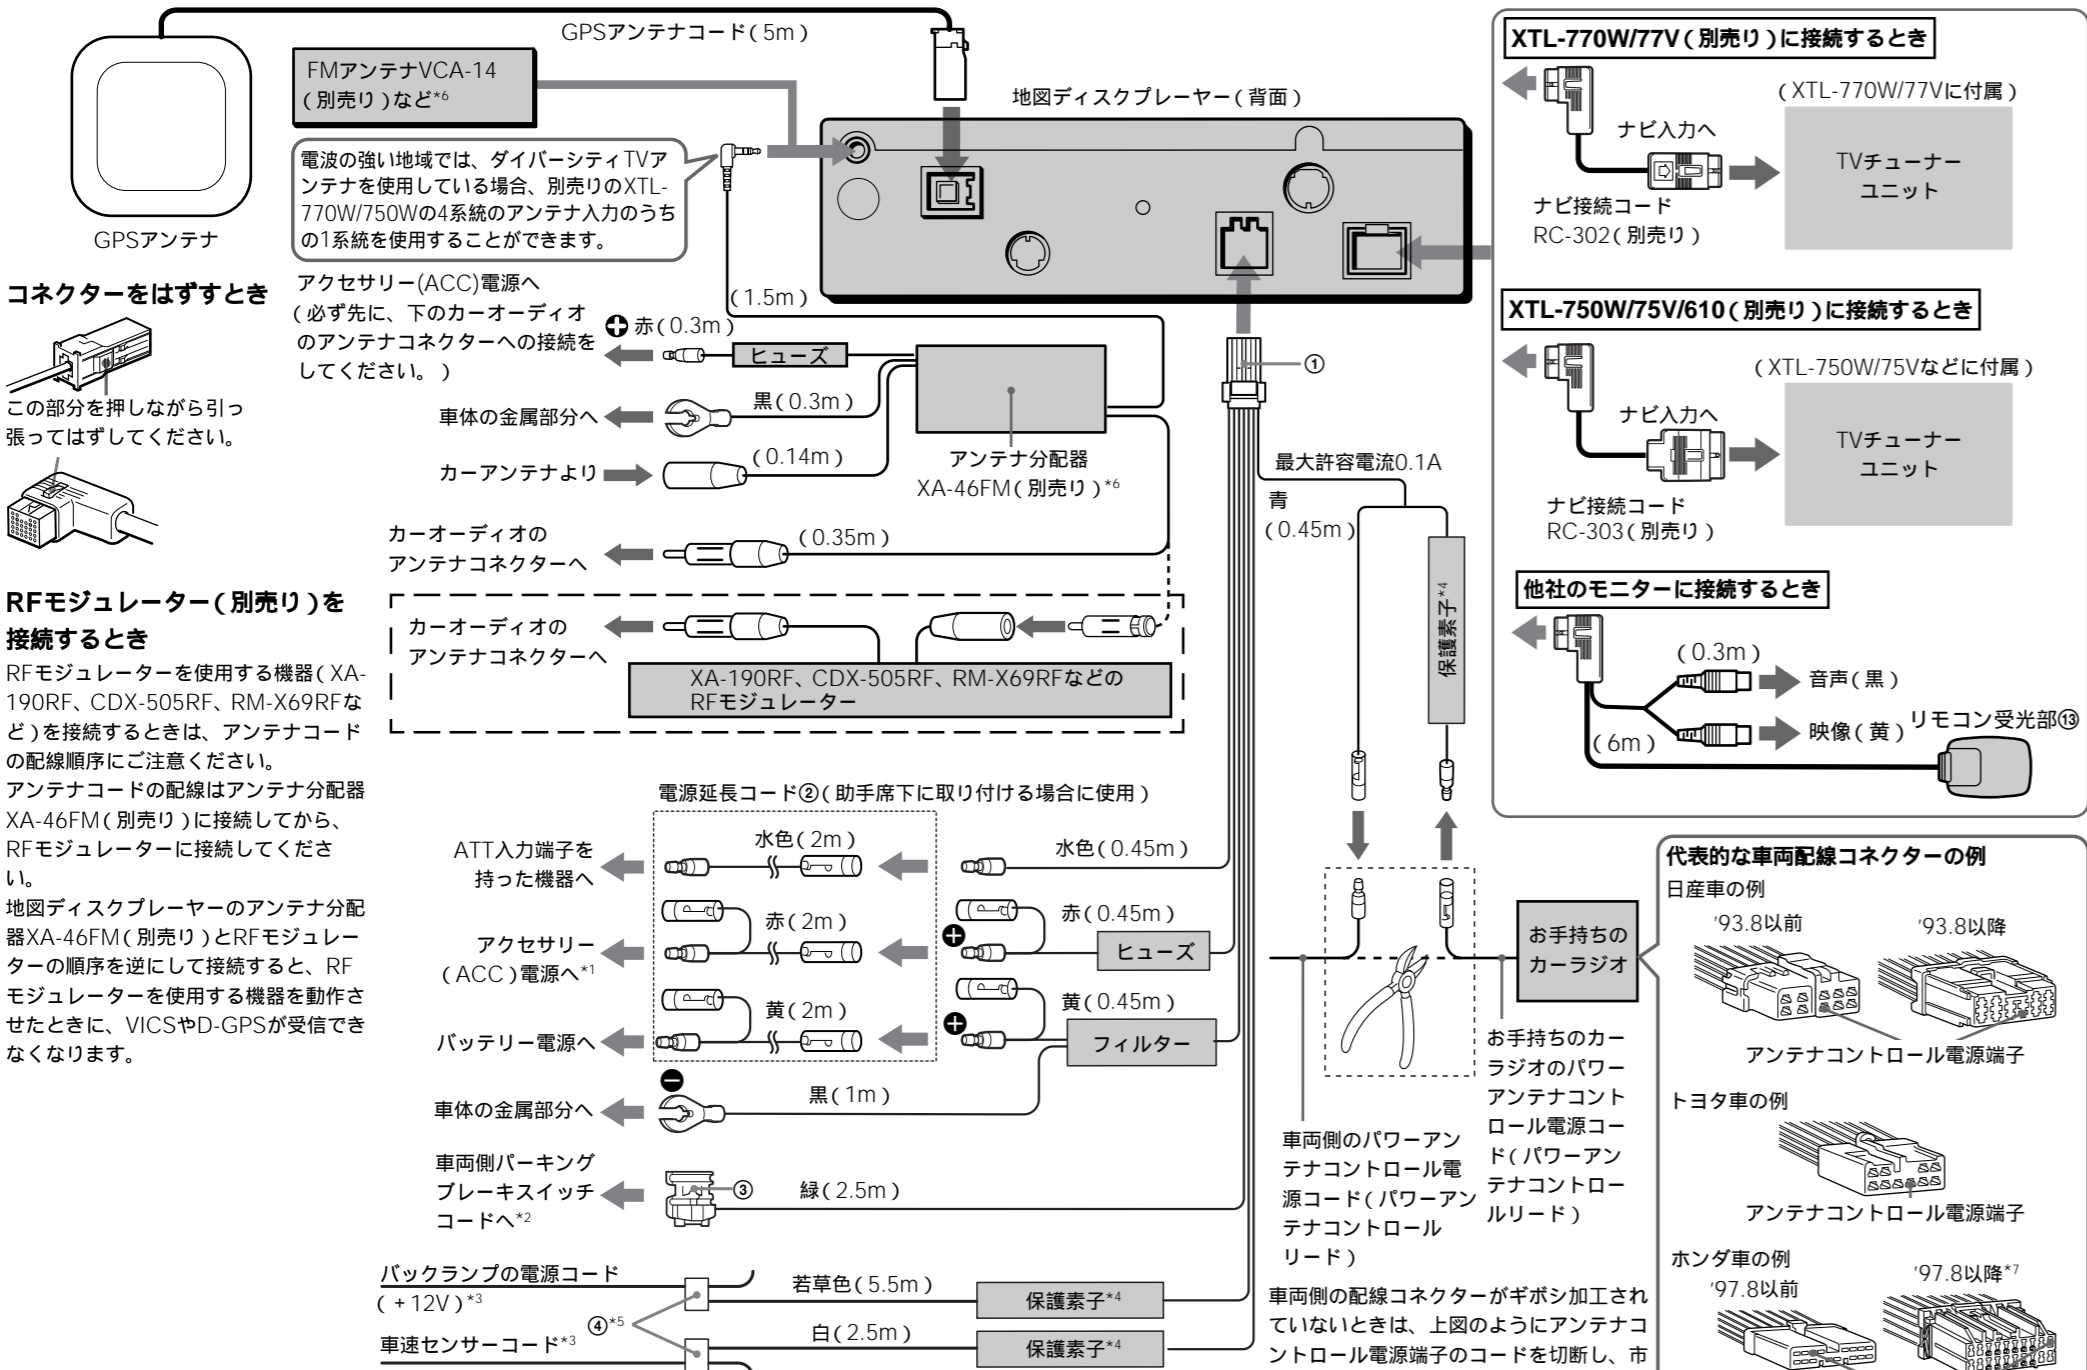 GPSアンテナコード(5m)
FMアンテナVCA-14
(別売り)など*6
地図ディスクプレーヤー(背面)
電波の強い地域では、ダイバーシティTVア
ンテナを使用している場合、別売りのXTL-
770W/750Wの4系統のアンテナ入力のうち
の1系統を使用することができます。
GPSアンテナ
コネクターをはずすとき
この部分を押しながら引っ
張ってはずしてください。
RFモジュレーター(別売り)を
接続するとき
RFモジュレーターを使用する機器(XA-
190RF、CDX-505RF、RM-X69RFな
ど)を接続するときは、アンテナコード
の配線順序にご注意ください。
アンテナコードの配線はアンテナ分配器
XA-46FM(別売り)に接続してから、
RFモジュレーターに接続してくださ
い。
地図ディスクプレーヤーのアンテナ分配
器XA-46FM(別売り)とRFモジュレー
ターの順序を逆にして接続すると、RF
モジュレーターを使用する機器を動作さ
せたときに、VICSやD-GPSが受信でき
なくなります。
アクセサリー(ACC)電源へ
(必ず先に、下のカーオーディオ
のアンテナコネクターへの接続を
してください。)
赤(0.3m)
ヒューズ
(1.5m)
車体の金属部分へ
黒(0.3m)
カーアンテナより
(0.14m)
アンテナ分配器
XA-46FM(別売り)*6
カーオーディオの
アンテナコネクターへ
(0.35m)
カーオーディオの
アンテナコネクターへ
XA-190RF、CDX-505RF、RM-X69RFなどの
RFモジュレーター
①
最大許容電流0.1A
青
(0.45m)
保護素子*4
電源延長コード②(助手席下に取り付ける場合に使用)
ATT入力端子を
持った機器へ
水色(2m)
水色(0.45m)
アクセサリー
(ACC)電源へ*1
赤(2m)
赤(0.45m)
ヒューズ
バッテリー電源へ
黄(2m)
黄(0.45m)
フィルター
車体の金属部分へ
黒(1m)
車両側パーキング
ブレーキスイッチ
コードへ*2
③
緑(2.5m)
バックランプの電源コード
(+12V)*3
若草色(5.5m)
保護素子*4
④*5
車速センサーコード*3
白(2.5m)
保護素子*4
お手持ちの
カーラジオ
車両側のパワーアン
テナコントロール電
源コード(パワーアン
テナコントロール
リード)
お手持ちのカー
ラジオのパワー
アンテナコント
ロール電源コー
ド(パワーアン
テナコントロー
ルリード)
車両側の配線コネクターがギボシ加工され
ていないときは、上図のようにアンテナコ
ントロール電源端子のコードを切断し、市
XTL-770W/77V(別売り)に接続するとき
(XTL-770W/77Vに付属)
ナビ入力へ
TVチューナー
ユニット
ナビ接続コード
RC-302(別売り)
XTL-750W/75V/610(別売り)に接続するとき
(XTL-750W/75Vなどに付属)
ナビ入力へ
TVチューナー
ユニット
ナビ接続コード
RC-303(別売り)
他社のモニターに接続するとき
(0.3m)
音声(黒)
映像(黄)
(6m)
リモコン受光部⑬
代表的な車両配線コネクターの例
日産車の例
'93.8以前
'93.8以降
アンテナコントロール電源端子
トヨタ車の例
アンテナコントロール電源端子
ホンダ車の例
'97.8以前
'97.8以降*7